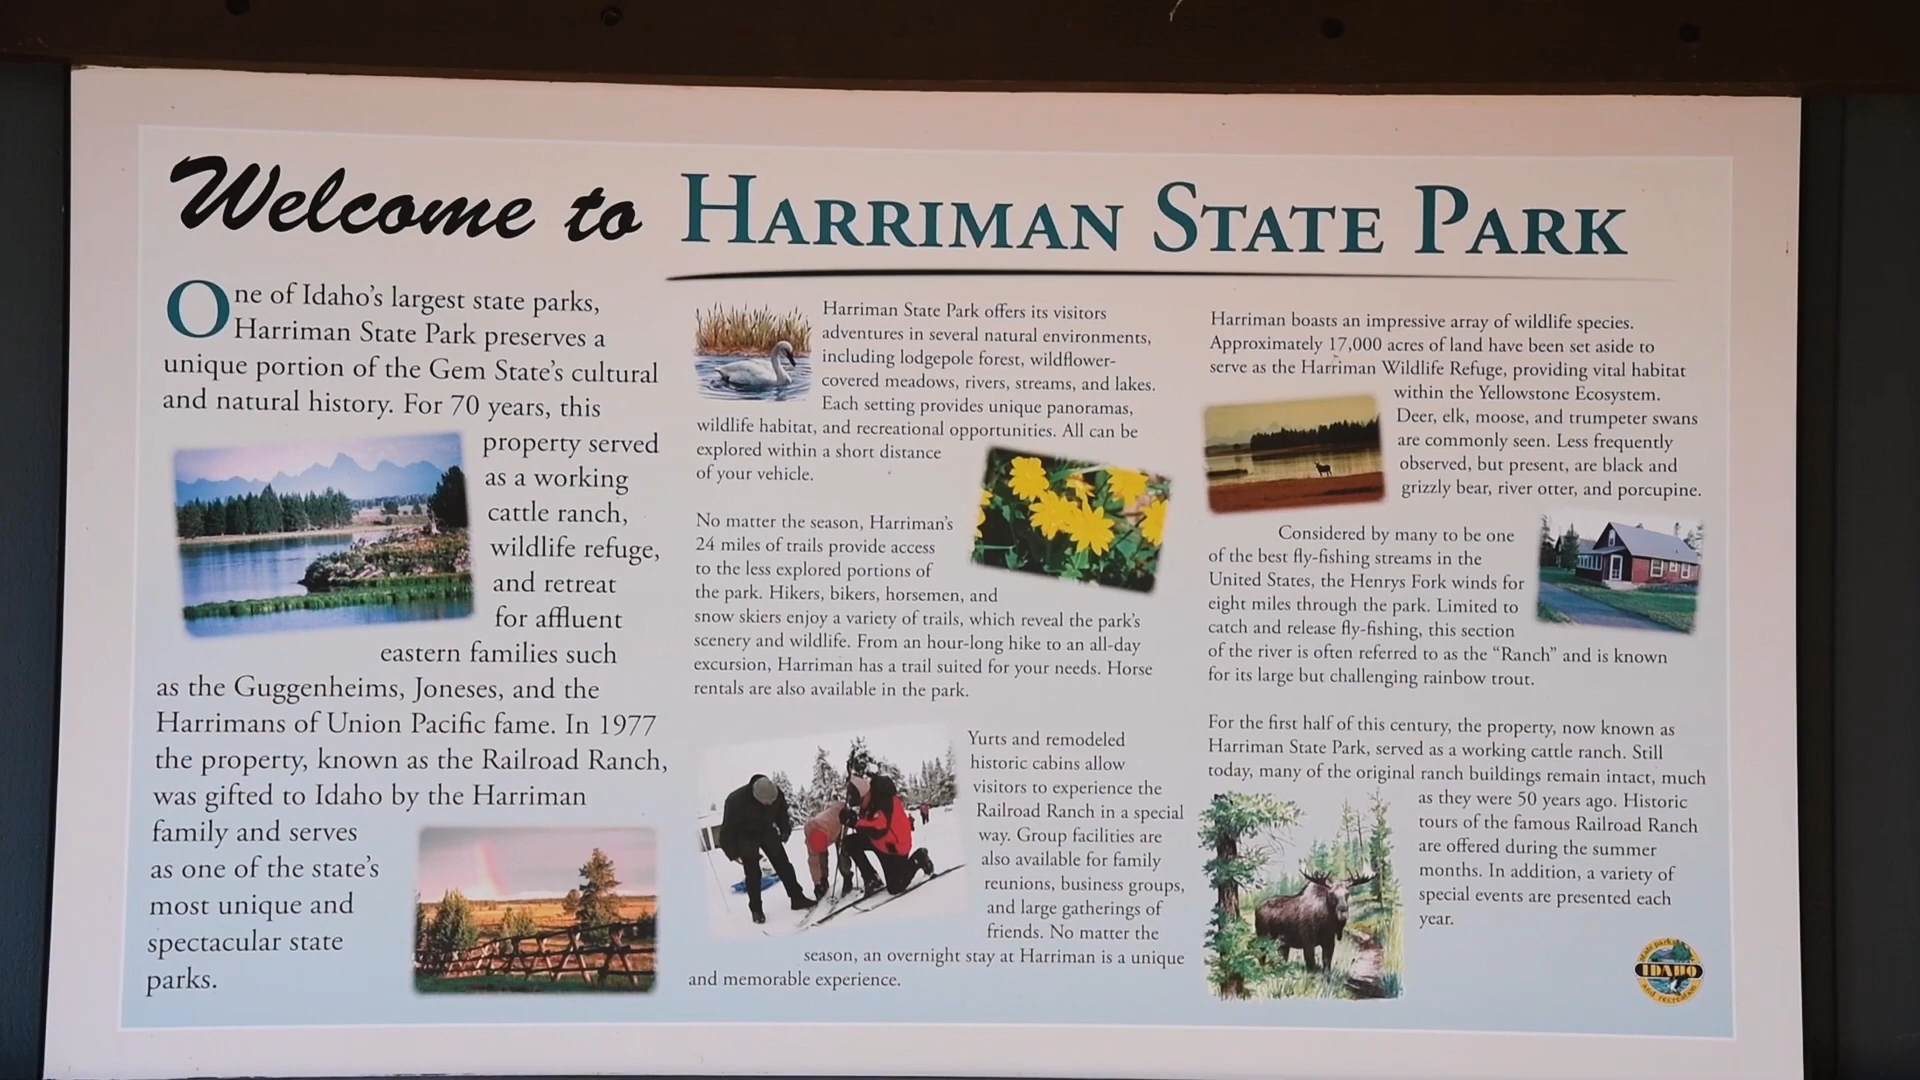 Welcome to HARRIMAN STATE PARK
One of Idaho's largest state parks,
Harriman State Park preserves a
unique portion of the Gem State's cultural
and natural history. For 70 years, this
property served
as a working
cattle ranch,
wildlife refuge,
and retreat
for affluent
eastern families such
as the Guggenheims, Joneses, and the
Harrimans of Union Pacific fame. In 1977
the property, known as the Railroad Ranch,
was gifted to Idaho by the Harriman
family and serves
as one of the state's
most unique and
spectacular state
parks.
Harriman State Park offers its visitors
adventures in several natural environments,
including lodgepole forest, wildflower-
covered meadows, rivers, streams, and lakes.
Each setting provides unique panoramas,
wildlife habitat, and recreational opportunities. All can be
explored within a short distance
of your vehicle.
No matter the season, Harriman's
24 miles of trails provide access
to the less explored portions of
the park. Hikers, bikers, horsemen, and
snow skiers enjoy a variety of trails, which reveal the park's
scenery and wildlife. From an hour-long hike to an all-day
excursion, Harriman has a trail suited for your needs. Horse
rentals are also available in the park.
Yurts and remodeled
historic cabins allow
visitors to experience the
Railroad Ranch in a special
way. Group facilities are
also available for family
reunions, business groups,
and large gatherings of
friends. No matter the
season, an overnight stay at Harriman is a unique
and memorable experience.
Harriman boasts an impressive array of wildlife species.
Approximately 17,000 acres of land have been set aside to
serve as the Harriman Wildlife Refuge, providing vital habitat
within the Yellowstone Ecosystem.
Deer, elk, moose, and trumpeter swans
are commonly seen. Less frequently
observed, but present, are black and
grizzly bear, river otter, and porcupine.
Considered by many to be one
of the best fly-fishing streams in the
United States, the Henrys Fork winds for
eight miles through the park. Limited to
catch and release fly-fishing, this section
of the river is often referred to as the "Ranch" and is known
for its large but challenging rainbow trout.
For the first half of this century, the property, now known as
Harriman State Park, served as a working cattle ranch. Still
today, many of the original ranch buildings remain intact, much
as they were 50 years ago. Historic
tours of the famous Railroad Ranch
are offered during the summer
months. In addition, a variety of
special events are presented each
year.
state parks
IDAHO
and recreation